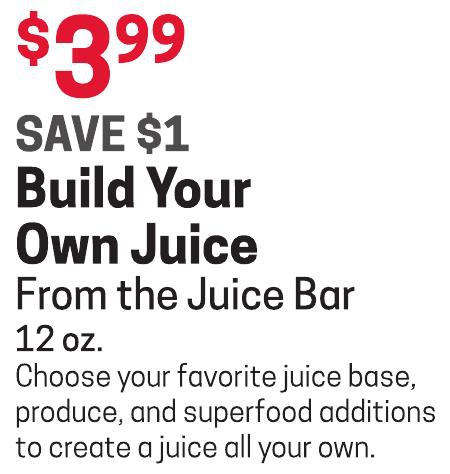 $3.99
SAVE $1
Build Your
Own Juice
From the Juice Bar
12 oz.
Choose your favorite juice base,
produce, and superfood additions
to create a juice all your own.